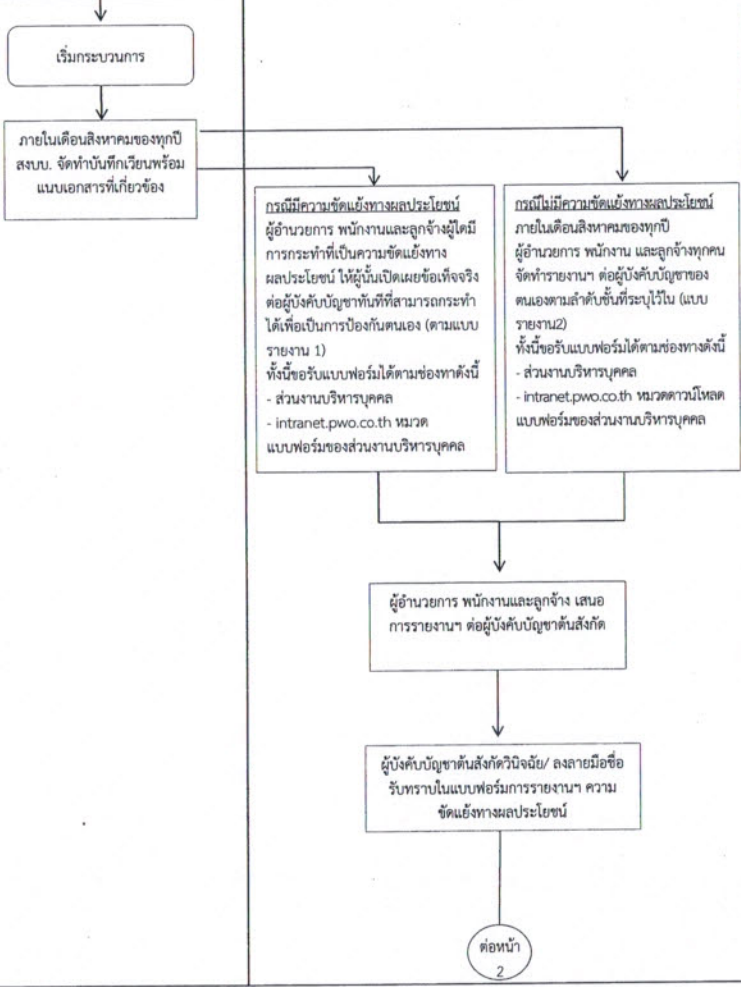 เริ่มกระบวนการ
ภายในเดือนสิงหาคมของทุกปี
สงบบ. จัดทำบันทึกเวียนพร้อม
แนบเอกสารที่เกี่ยวข้อง
กรณีมีความขัดแย้งทางผลประโยชน์
ผู้อำนวยการ พนักงานและลูกจ้างผู้ใดมี
การกระทำที่เป็นความขัดแย้งทาง
ผลประโยชน์ ให้ผู้นั้นเปิดเผยข้อเท็จจริง
ต่อผู้บังคับบัญชาทันทีที่สามารถกระทำ
ได้เพื่อเป็นการป้องกันตนเอง (ตามแบบ
รายงาน 1)
ทั้งนี้ขอรับแบบฟอร์มได้ตามช่องทาดังนี้
- ส่วนงานบริหารบุคคล
- intranet.pwo.co.th หมวด
แบบฟอร์มของส่วนงานบริหารบุคคล
กรณีไม่มีความขัดแย้งทางผลประโยชน์
ภายในเดือนสิงหาคมของทุกปี
ผู้อำนวยการ พนักงาน และลูกจ้างทุกคน
จัดทำรายงานฯ ต่อผู้บังคับบัญชาของ
ตนเองตามลำดับชั้นที่ระบุไว้ใน (แบบ
รายงาน2)
ทั้งนี้ขอรับแบบฟอร์มได้ตามช่องทางดังนี้
- ส่วนงานบริหารบุคคล
- intranet.pwo.co.th หมวดดาวน์โหลด
แบบฟอร์มของส่วนงานบริหารบุคคล
ผู้อำนวยการ พนักงานและลูกจ้าง เสนอ
การรายงานฯ ต่อผู้บังคับบัญชาต้นสังกัด
ผู้บังคับบัญชาต้นสังกัดวินิจฉัย/ ลงลายมือชื่อ
รับทราบในแบบฟอร์มการรายงานฯ ความ
ขัดแย้งทางผลประโยชน์
ต่อหน้า
2